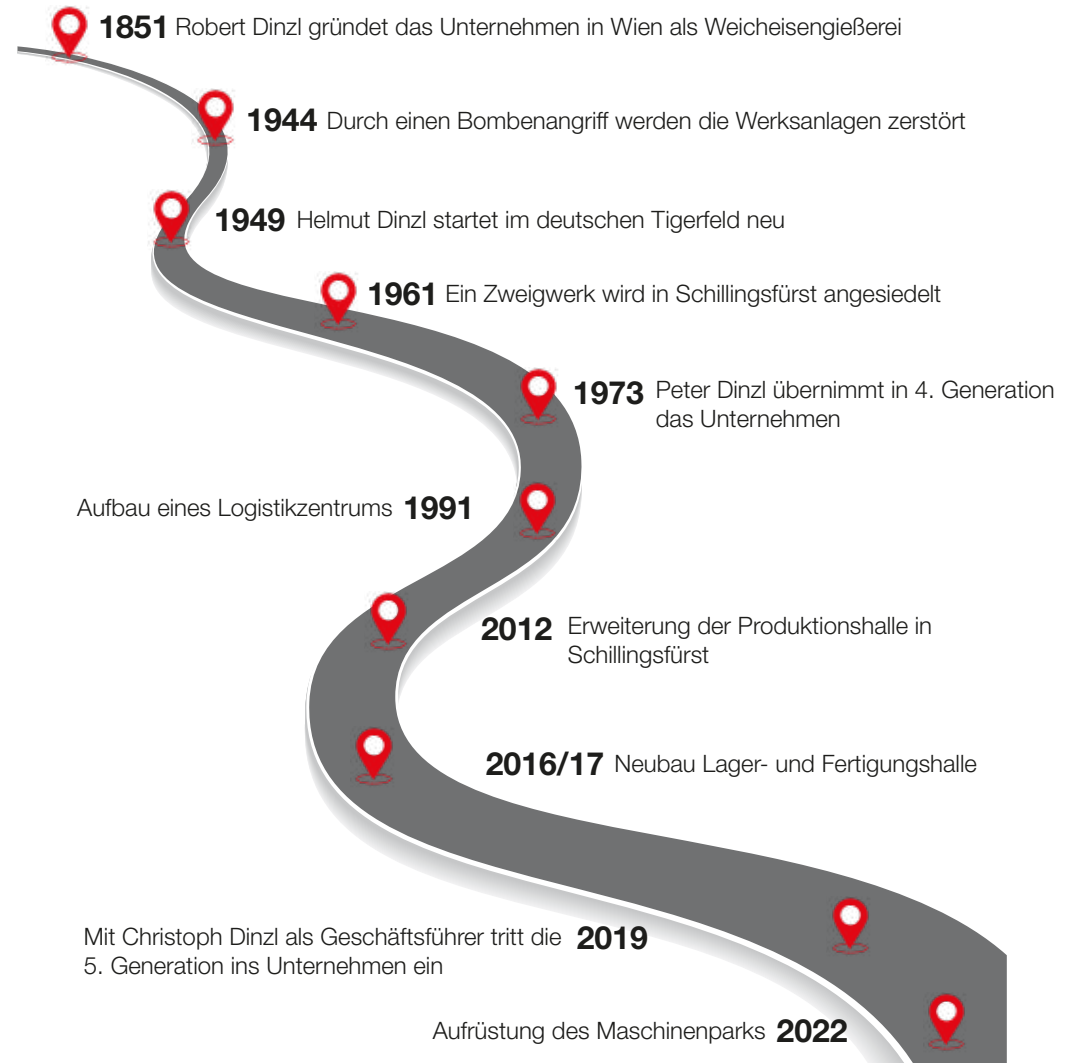 1851 Robert Dinzl gründet das Unternehmen in Wien als Weicheisengießerei
1944 Durch einen Bombenangriff werden die Werksanlagen zerstört
1949 Helmut Dinzl startet im deutschen Tigerfeld neu
1961 Ein Zweigwerk wird in Schillingsfürst angesiedelt
1973 Peter Dinzl übernimmt in 4. Generation
das Unternehmen
Aufbau eines Logistikzentrums 1991
2012 Erweiterung der Produktionshalle in
Schillingsfürst
2016/17 Neubau Lager- und Fertigungshalle
Mit Christoph Dinzl als Geschäftsführer tritt die 2019
5. Generation ins Unternehmen ein
Aufrüstung des Maschinenparks 2022